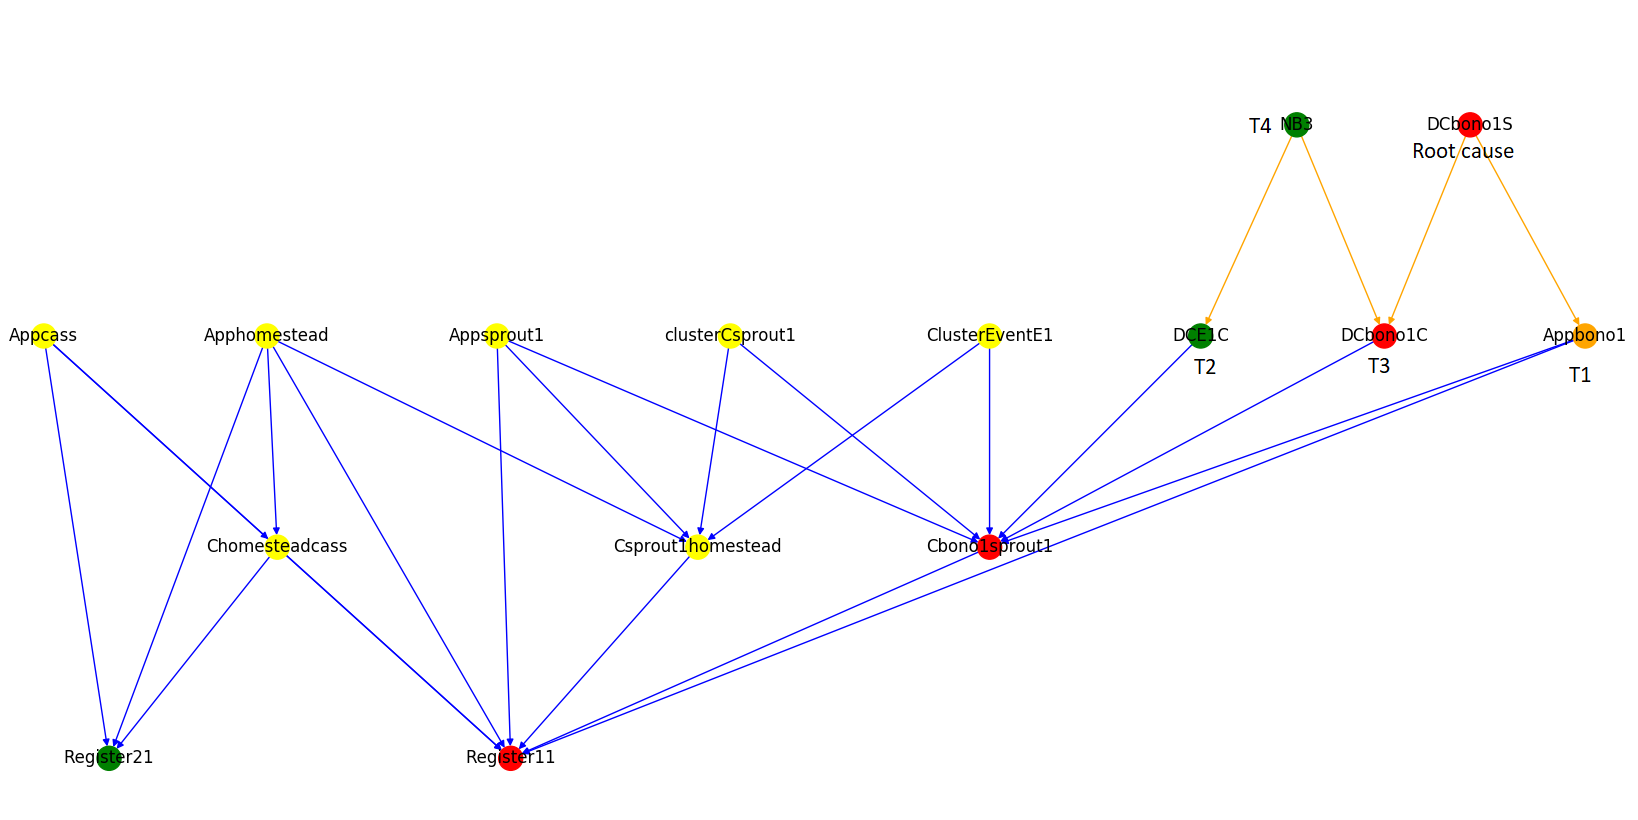 T4 NB3 DCbono1S
Root cause
Appcass Apphomestead Appsprout1 clusterCsprout1 ClusterEventE1 DCE1C DCbono1C Appbono1
T2 T3 T1
Chomesteadcass Csprout1homestead Cbono1sprout1
Register21 Register11